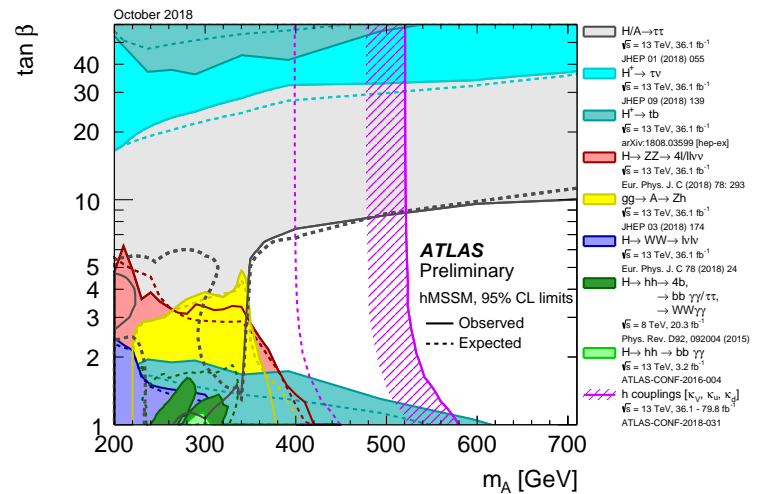 October 2018
tan β
40
30
20
10
5
4
3
2
1
200 300 400 500 600 700
m_A [GeV]
ATLAS
Preliminary
hMSSM, 95% CL limits
Observed
Expected
H/A→ττ
√s = 13 TeV, 36.1 fb⁻¹
JHEP 01 (2018) 055
H⁺→ τν
√s = 13 TeV, 36.1 fb⁻¹
JHEP 09 (2018) 139
H⁺→ tb
√s = 13 TeV, 36.1 fb⁻¹
arXiv:1808.03599 [hep-ex]
H→ ZZ→ 4l/llνν
√s = 13 TeV, 36.1 fb⁻¹
Eur. Phys. J. C (2018) 78: 293
gg→ A→ Zh
√s = 13 TeV, 36.1 fb⁻¹
JHEP 03 (2018) 174
H→ WW→ lνlν
√s = 13 TeV, 36.1 fb⁻¹
Eur. Phys. J. C 78 (2018) 24
H→ hh→ 4b,
→ bb γγ/ττ,
→ WWγγ
√s = 8 TeV, 20.3 fb⁻¹
Phys. Rev. D92, 092004 (2015)
H→ hh→ bb γγ
√s = 13 TeV, 3.2 fb⁻¹
ATLAS-CONF-2016-004
h couplings [κ_V, κ_u, κ_d]
√s = 13 TeV, 36.1 - 79.8 fb⁻¹
ATLAS-CONF-2018-031